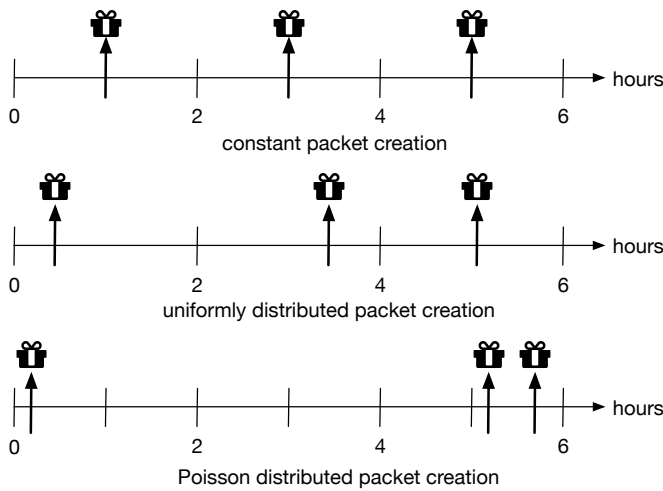 hours
0 2 4 6
constant packet creation
hours
0 2 4 6
uniformly distributed packet creation
hours
0 2 4 6
Poisson distributed packet creation